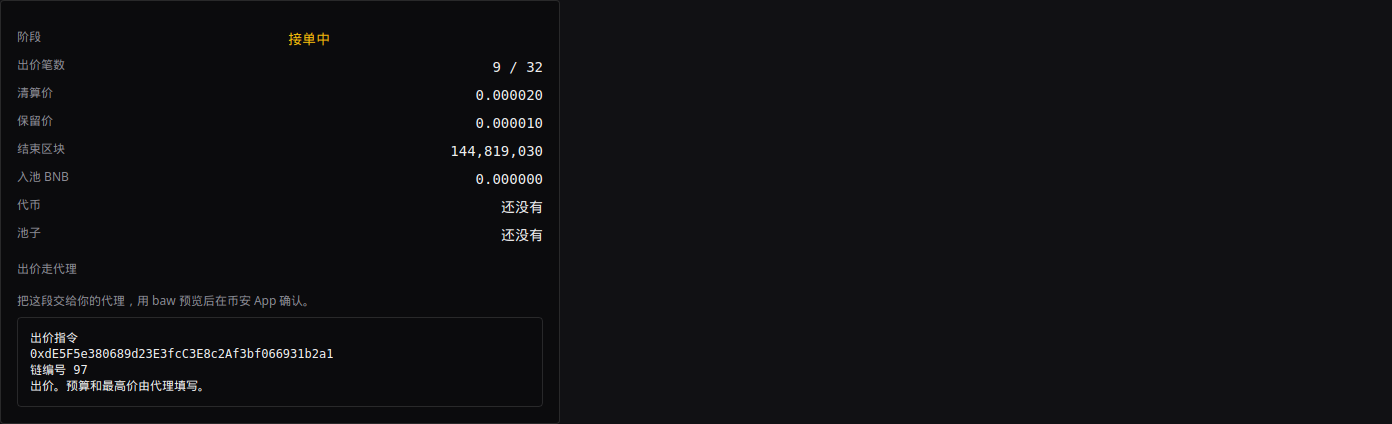 阶段 接单中
出价笔数 9 / 32
清算价 0.000020
保留价 0.000010
结束区块 144,819,030
入池 BNB 0.000000
代币 还没有
池子 还没有
出价走代理
把这段交给你的代理，用 baw 预览后在币安 App 确认。
出价指令
0xdE5F5e380689d23E3fcC3E8c2Af3bf066931b2a1
链编号 97
出价。预算和最高价由代理填写。